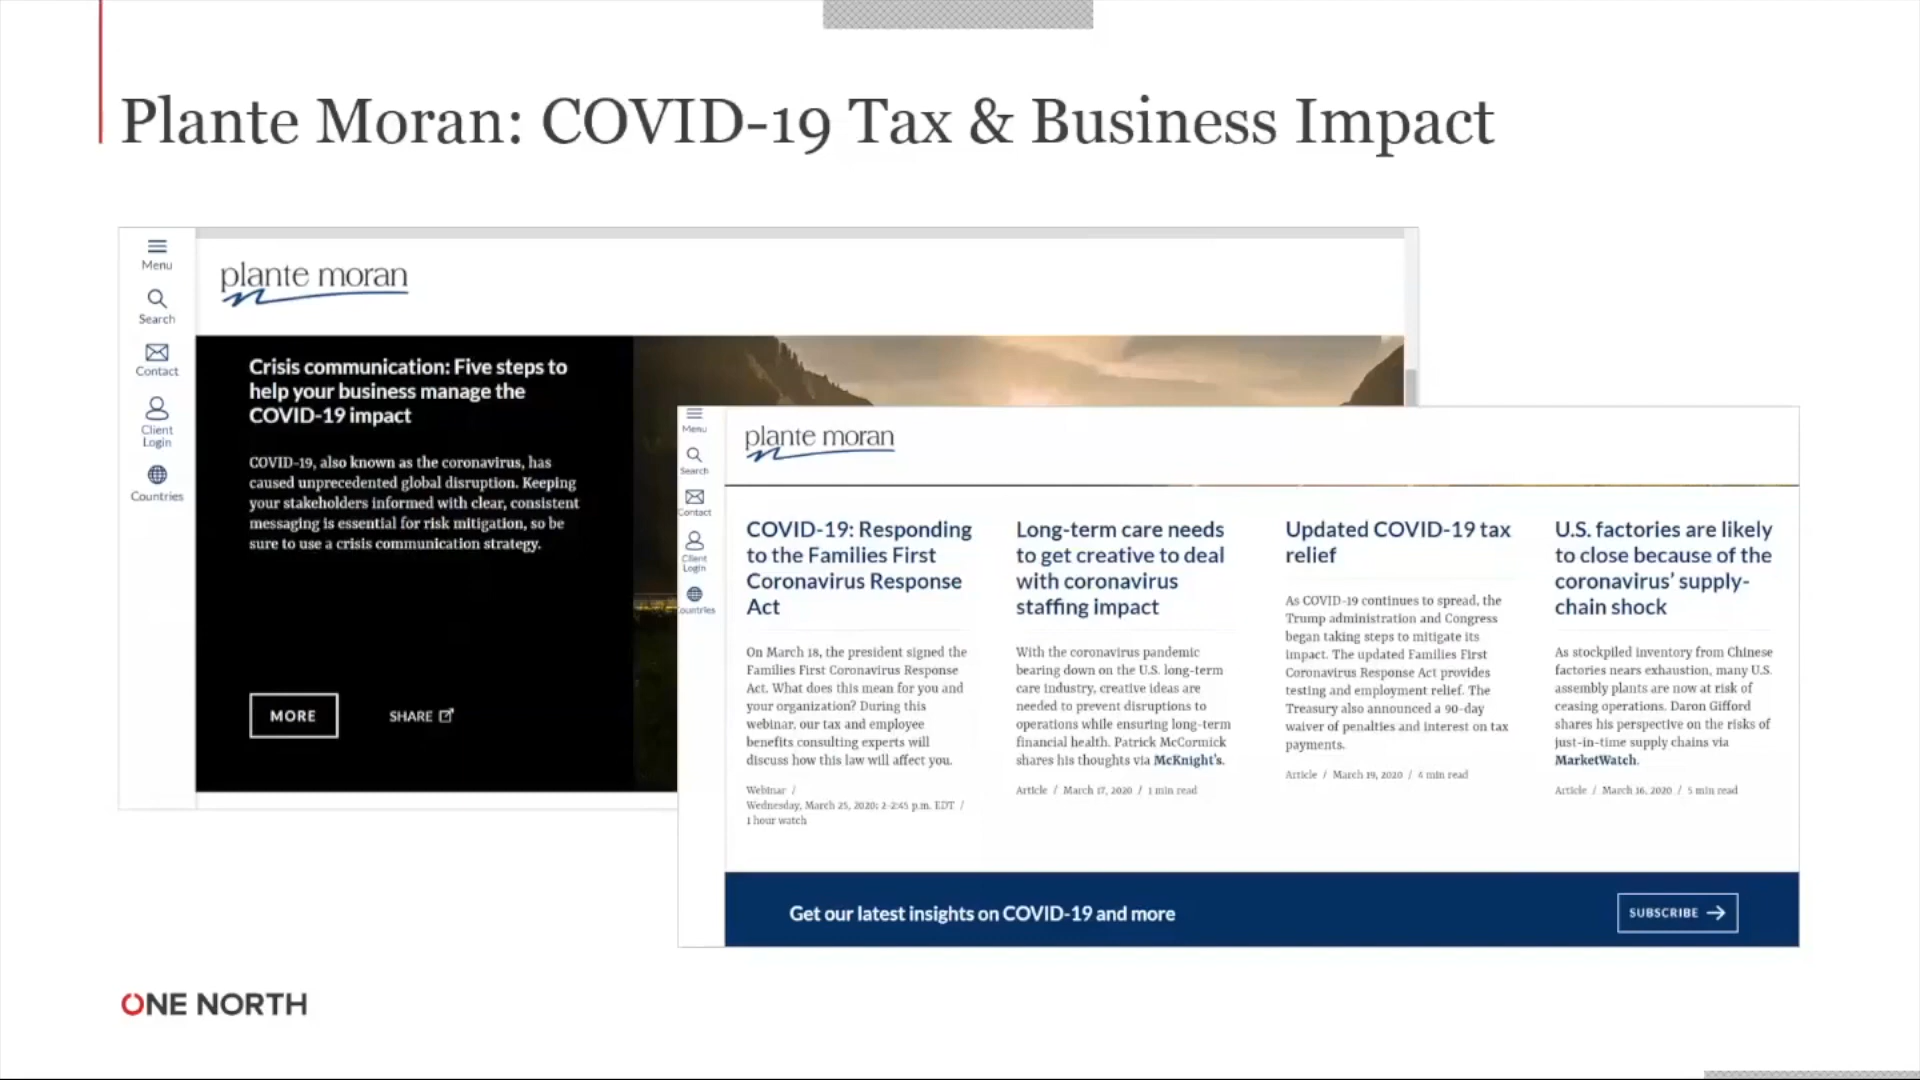 Plante Moran: COVID-19 Tax & Business Impact
Menu
Search
Contact
Client
Login
Countries
plante moran
Crisis communication: Five steps to
help your business manage the
COVID-19 impact
COVID-19, also known as the coronavirus, has
caused unprecedented global disruption. Keeping
your stakeholders informed with clear, consistent
messaging is essential for risk mitigation, so be
sure to use a crisis communication strategy.
MORE
SHARE
Menu
Search
Contact
Client
Login
ountries
plante moran
COVID-19: Responding
to the Families First
Coronavirus Response
Act
On March 18, the president signed the
Families First Coronavirus Response
Act. What does this mean for you and
your organization? During this
webinar, our tax and employee
benefits consulting experts will
discuss how this law will affect you.
Webinar /
Wednesday, March 25, 2020; 2-2:45 p.m. EDT /
1 hour watch
Long-term care needs
to get creative to deal
with coronavirus
staffing impact
With the coronavirus pandemic
bearing down on the U.S. long-term
care industry, creative ideas are
needed to prevent disruptions to
operations while ensuring long-term
financial health. Patrick McCormick
shares his thoughts via McKnight's.
Article / March 17, 2020 / 1 min read
Updated COVID-19 tax
relief
As COVID-19 continues to spread, the
Trump administration and Congress
began taking steps to mitigate its
impact. The updated Families First
Coronavirus Response Act provides
testing and employment relief. The
Treasury also announced a 90-day
waiver of penalties and interest on tax
payments.
Article / March 19, 2020 / 4 min read
U.S. factories are likely
to close because of the
coronavirus' supply-
chain shock
As stockpiled inventory from Chinese
factories nears exhaustion, many U.S.
assembly plants are now at risk of
ceasing operations. Daron Gifford
shares his perspective on the risks of
just-in-time supply chains via
MarketWatch.
Article / March 16, 2020 / 5 min read
Get our latest insights on COVID-19 and more
SUBSCRIBE
ONE NORTH